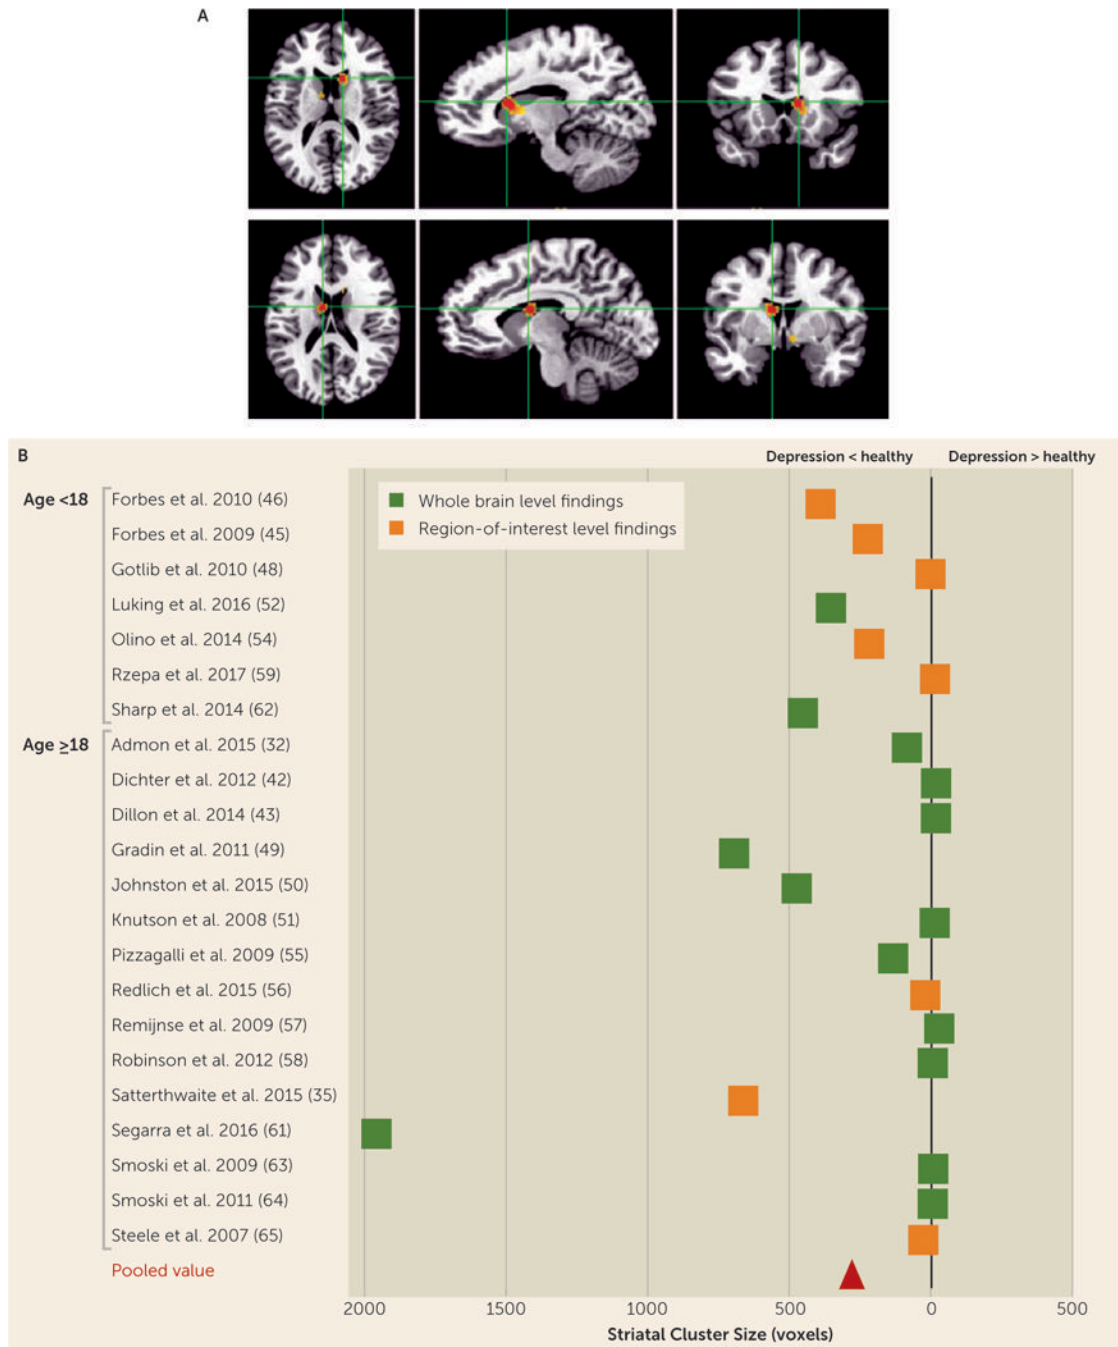 A
B
Depression < healthy
Depression > healthy
Age <18
Forbes et al. 2010 (46)
Forbes et al. 2009 (45)
Gotlib et al. 2010 (48)
Luking et al. 2016 (52)
Olino et al. 2014 (54)
Rzepa et al. 2017 (59)
Sharp et al. 2014 (62)
Whole brain level findings
Region-of-interest level findings
Age ≥18
Admon et al. 2015 (32)
Dichter et al. 2012 (42)
Dillon et al. 2014 (43)
Gradin et al. 2011 (49)
Johnston et al. 2015 (50)
Knutson et al. 2008 (51)
Pizzagalli et al. 2009 (55)
Redlich et al. 2015 (56)
Remijnse et al. 2009 (57)
Robinson et al. 2012 (58)
Satterthwaite et al. 2015 (35)
Segarra et al. 2016 (61)
Smoski et al. 2009 (63)
Smoski et al. 2011 (64)
Steele et al. 2007 (65)
Pooled value
2000 1500 1000 500 0 500
Striatal Cluster Size (voxels)